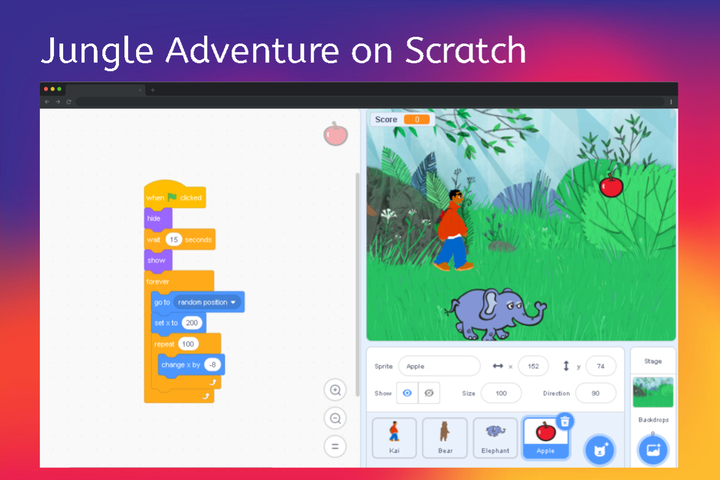 Jungle Adventure on Scratch
when clicked
hide
wait 15 seconds
show
forever
go to random position
set x to 200
repeat 100
change x by -8
Score 0
Sprite Apple x 152 y 74
Show Size 100 Direction 90
Kai Bear Elephant Apple
Stage
Backdrops